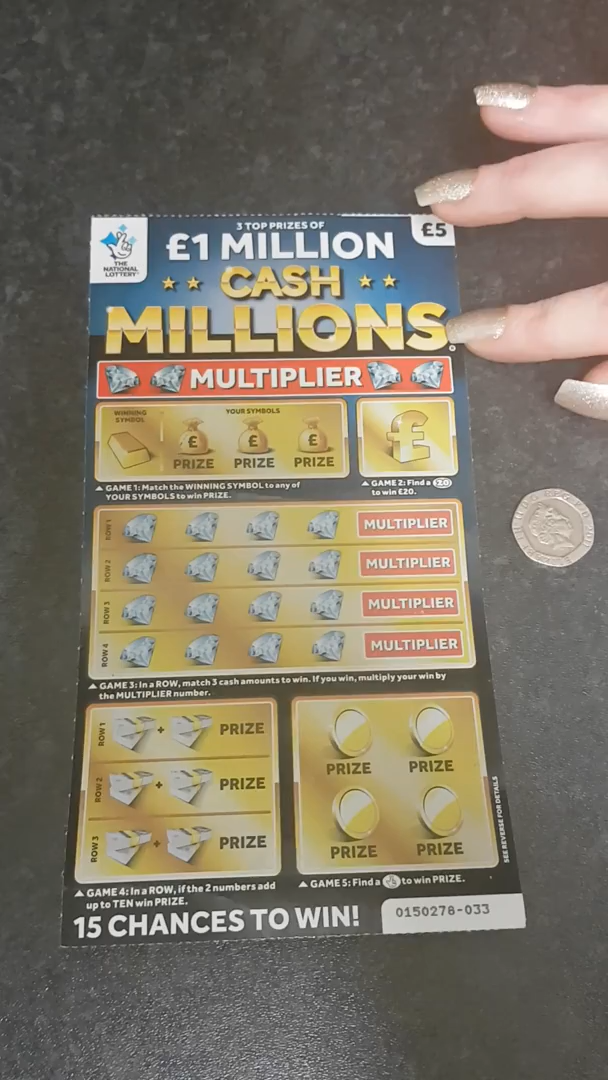 3 TOP PRIZES OF
£5
£1 MILLION
THE
NATIONAL
LOTTERY
CASH
MILLIONS
MULTIPLIER
WINNING
SYMBOL
YOUR SYMBOLS
£ £ £
£
PRIZE PRIZE PRIZE
▲ GAME 1: Match the WINNING SYMBOL to any of
YOUR SYMBOLS to win PRIZE.
▲ GAME 2: Find a £20
to win £20.
ROW 1 MULTIPLIER
ROW 2 MULTIPLIER
ROW 3 MULTIPLIER
ROW 4 MULTIPLIER
▲ GAME 3: In a ROW, match 3 cash amounts to win. If you win, multiply your win by
the MULTIPLIER number.
ROW 1 + PRIZE
ROW 2 + PRIZE
ROW 3 + PRIZE
PRIZE PRIZE
PRIZE PRIZE
SEE REVERSE FOR DETAILS
▲ GAME 4: In a ROW, if the 2 numbers add
up to TEN win PRIZE.
▲ GAME 5: Find a to win PRIZE.
15 CHANCES TO WIN!
0150278-033